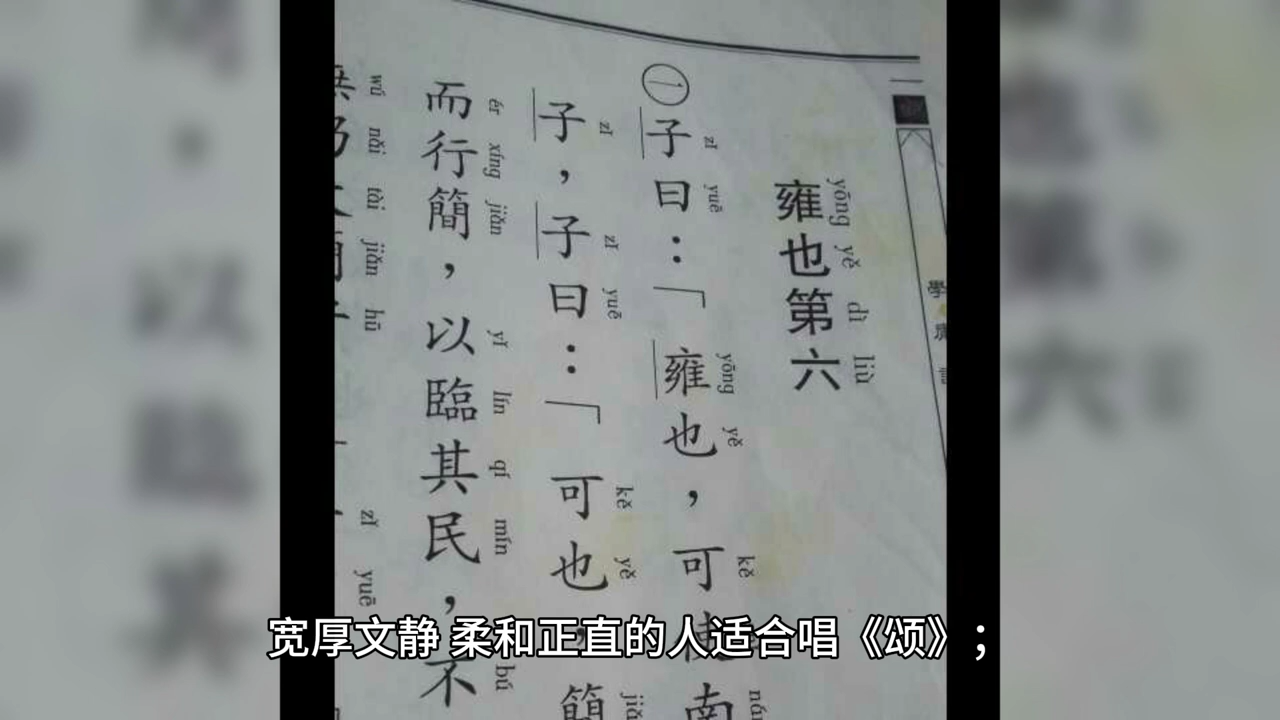 雍也第六
yōng yě dì liù
①子曰：「雍也，可使南
zǐ yuē yōng yě kě
子，子曰：「可也，簡
zǐ zǐ yuē kě yě
而行簡，以臨其民，不
ér xíng jiǎn yǐ lín qí mín bú
wú nǎi tài jiǎn hū
zǐ yuē
宽厚文静 柔和正直的人适合唱《颂》；